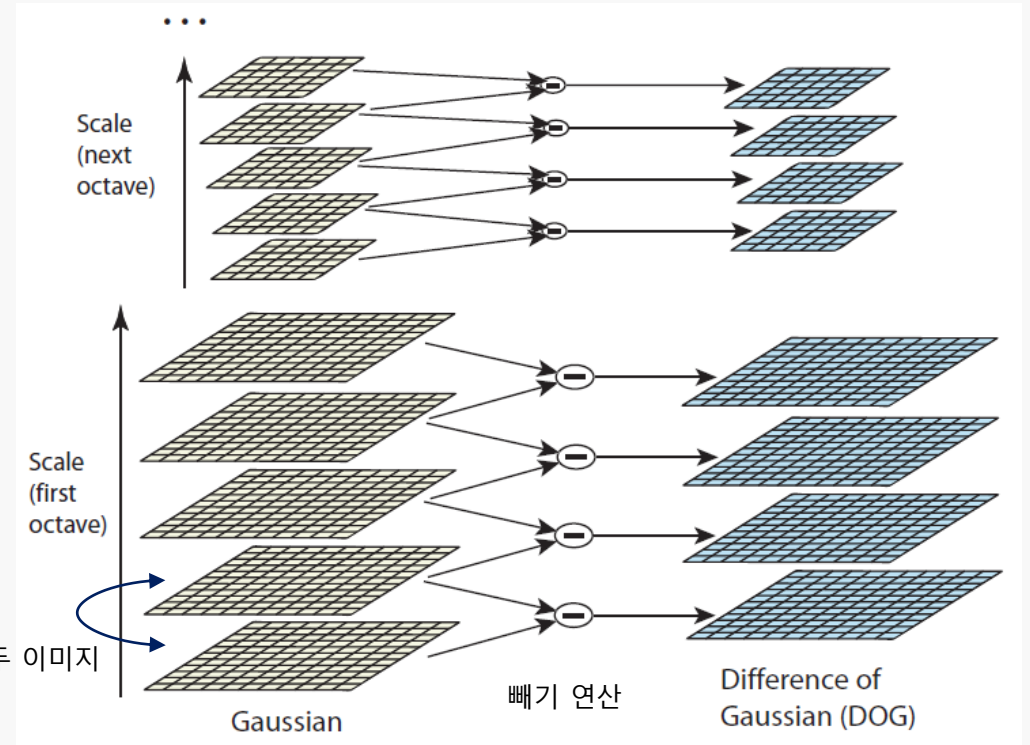 ...
Scale
(next
octave)
Scale
(first
octave)
이미지
빼기 연산
Gaussian
Difference of
Gaussian (DOG)